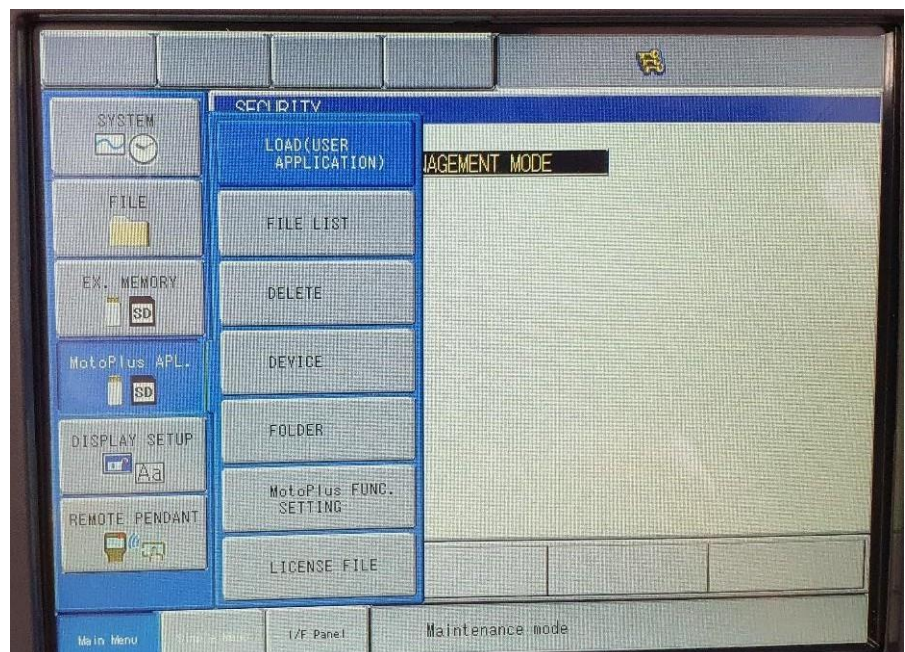 SYSTEM
FILE
EX. MEMORY
SD
MotoPlus APL.
SD
DISPLAY SETUP
Aa
REMOTE PENDANT
SECURITY
LOAD(USER
APPLICATION)
FILE LIST
DELETE
DEVICE
FOLDER
MotoPlus FUNC.
SETTING
LICENSE FILE
AGEMENT MODE
Main Menu
I/F Panel
Maintenance mode